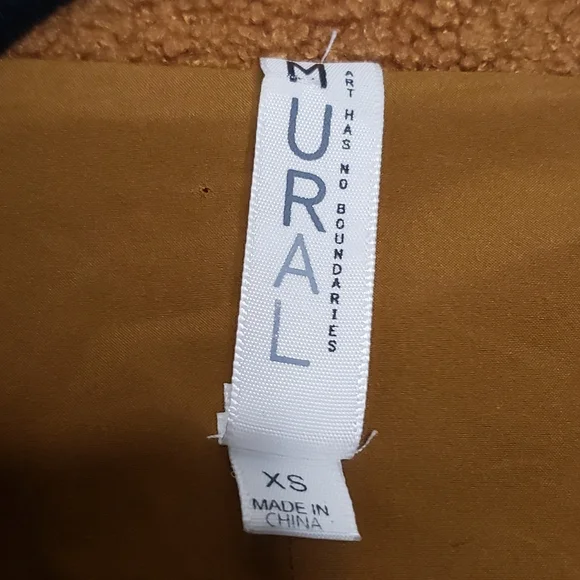 MURAL
ART HAS NO BOUNDARIES
XS
MADE IN
CHINA